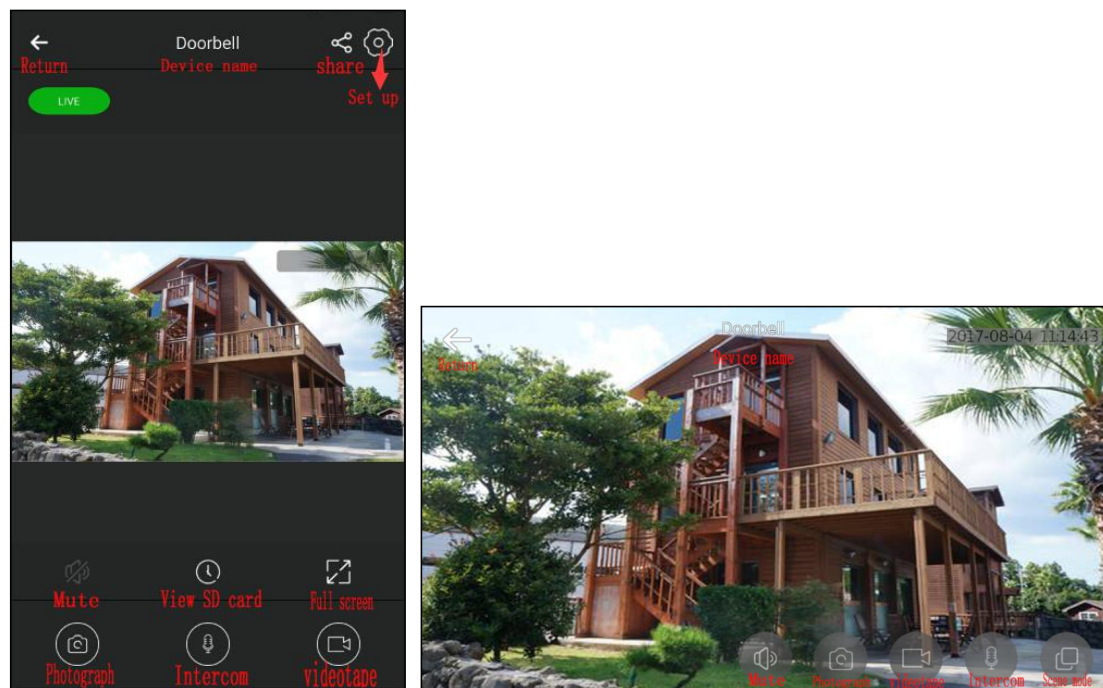 Doorbell
Return Device name share
Set up
LIVE
Mute View SD card Full screen
Photograph Intercom videotape
Doorbell
2017-08-04 11:14:43
Return Device name
Mute Photograph videotape Intercom Scene mode